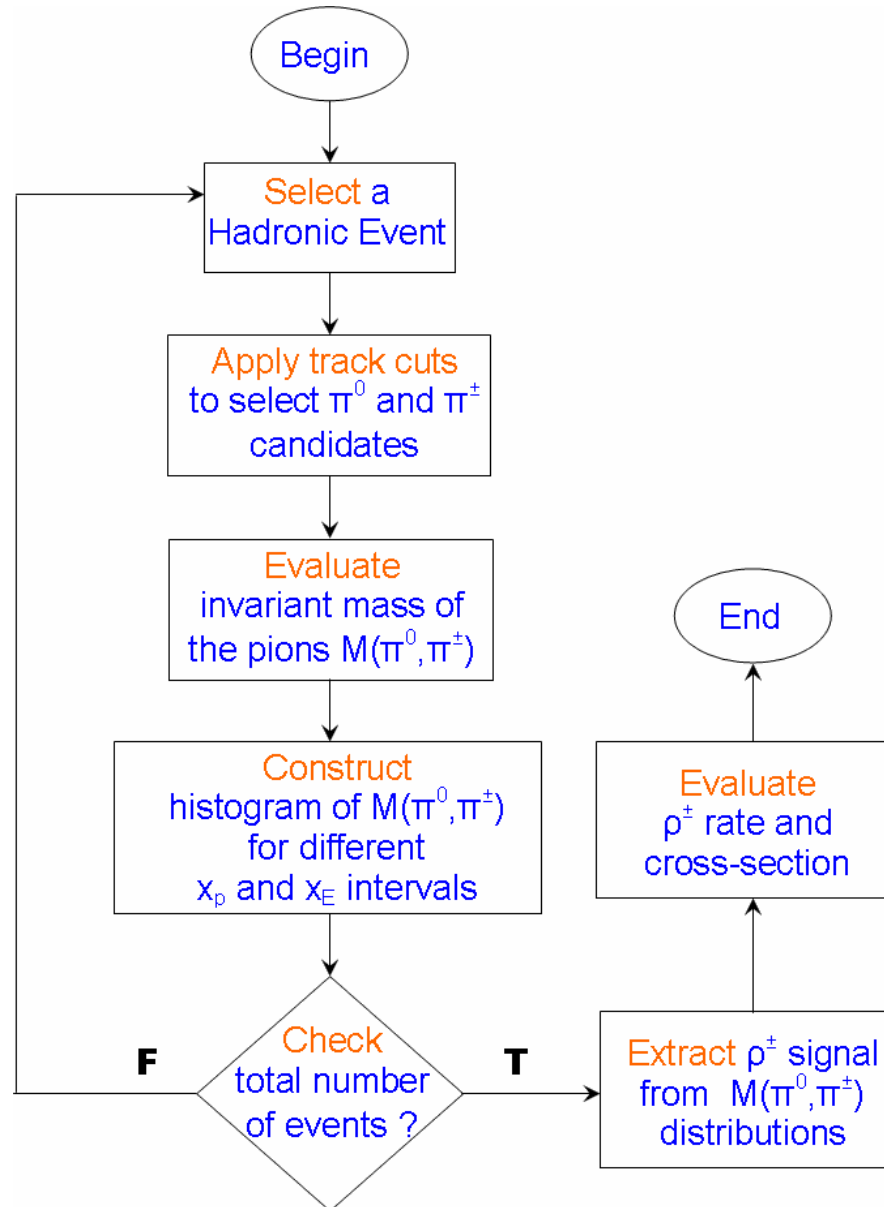 Begin
Select a
Hadronic Event
Apply track cuts
to select π⁰ and π±
candidates
Evaluate
invariant mass of
the pions M(π⁰,π±)
Construct
histogram of M(π⁰,π±)
for different
xₚ and x_E intervals
Check
total number
of events ?
F
T
Extract ρ± signal
from M(π⁰,π±)
distributions
Evaluate
ρ± rate and
cross-section
End